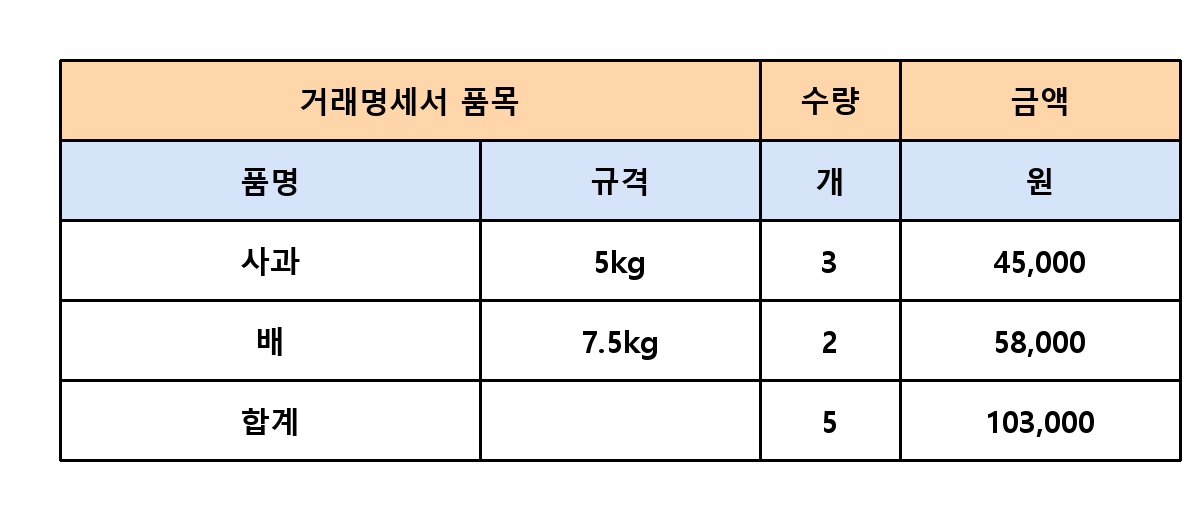 거래명세서 품목 수량 금액
품명 규격 개 원
사과 5kg 3 45,000
배 7.5kg 2 58,000
합계 5 103,000